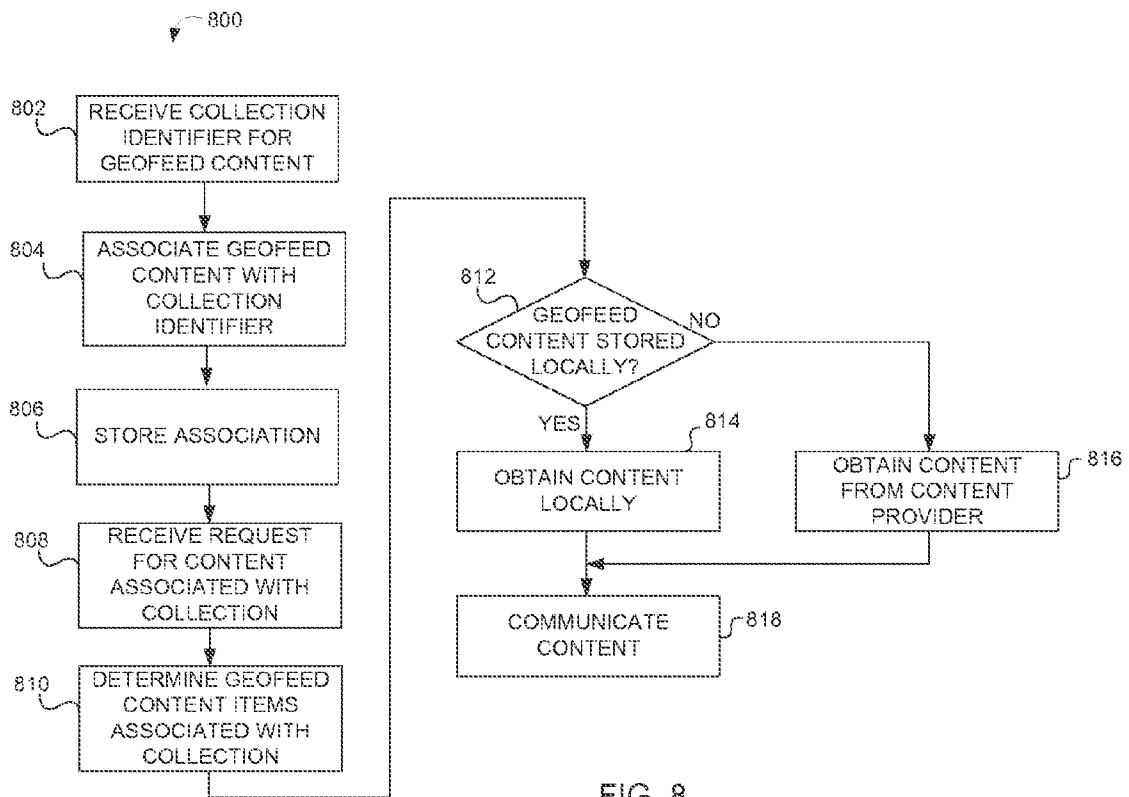 800
802
RECEIVE COLLECTION
IDENTIFIER FOR
GEOFEED CONTENT
804
ASSOCIATE GEOFEED
CONTENT WITH
COLLECTION
IDENTIFIER
806
STORE ASSOCIATION
808
RECEIVE REQUEST
FOR CONTENT
ASSOCIATED WITH
COLLECTION
810
DETERMINE GEOFEED
CONTENT ITEMS
ASSOCIATED WITH
COLLECTION
812
GEOFEED
CONTENT STORED
LOCALLY?
NO
YES
814
OBTAIN CONTENT
LOCALLY
OBTAIN CONTENT
FROM CONTENT
PROVIDER
816
COMMUNICATE
CONTENT
818
FIG. 8